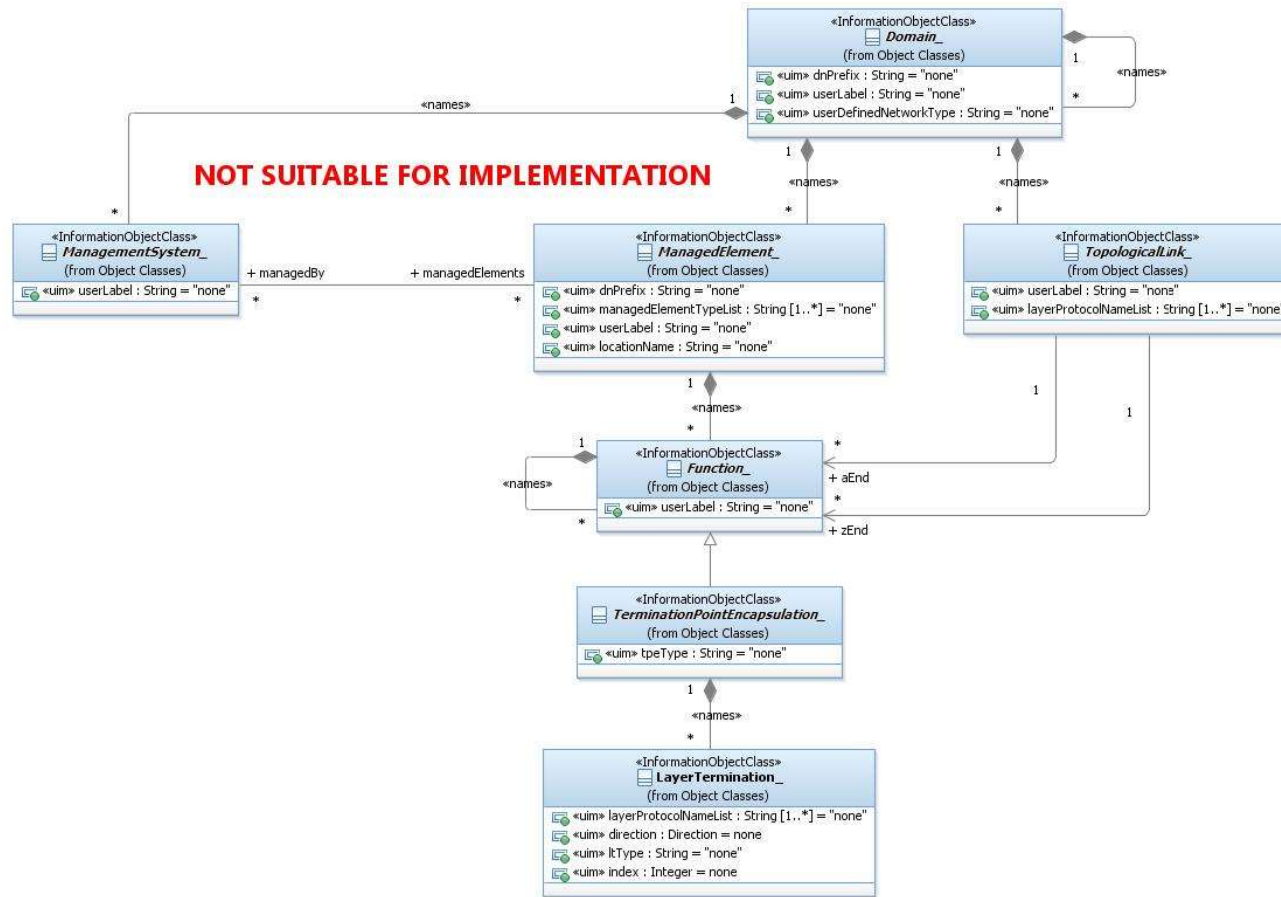 «InformationObjectClass»
Domain_
(from Object Classes)
«uim» dnPrefix : String = "none"
«uim» userLabel : String = "none"
«uim» userDefinedNetworkType : String = "none"
1
«names»
*
1
«names»
*
1
«names»
*
1
«names»
*
NOT SUITABLE FOR IMPLEMENTATION
«InformationObjectClass»
ManagementSystem_
(from Object Classes)
«uim» userLabel : String = "none"
+ managedBy
*
+ managedElements
*
«InformationObjectClass»
ManagedElement_
(from Object Classes)
«uim» dnPrefix : String = "none"
«uim» managedElementTypeList : String [1..*] = "none"
«uim» userLabel : String = "none"
«uim» locationName : String = "none"
«InformationObjectClass»
TopologicalLink_
(from Object Classes)
«uim» userLabel : String = "none"
«uim» layerProtocolNameList : String [1..*] = "none"
1
«names»
*
1
1
1
«names»
*
«InformationObjectClass»
Function_
(from Object Classes)
«uim» userLabel : String = "none"
*
+ aEnd
*
+ zEnd
«InformationObjectClass»
TerminationPointEncapsulation_
(from Object Classes)
«uim» tpeType : String = "none"
1
«names»
*
«InformationObjectClass»
LayerTermination_
(from Object Classes)
«uim» layerProtocolNameList : String [1..*] = "none"
«uim» direction : Direction = none
«uim» ltType : String = "none"
«uim» index : Integer = none